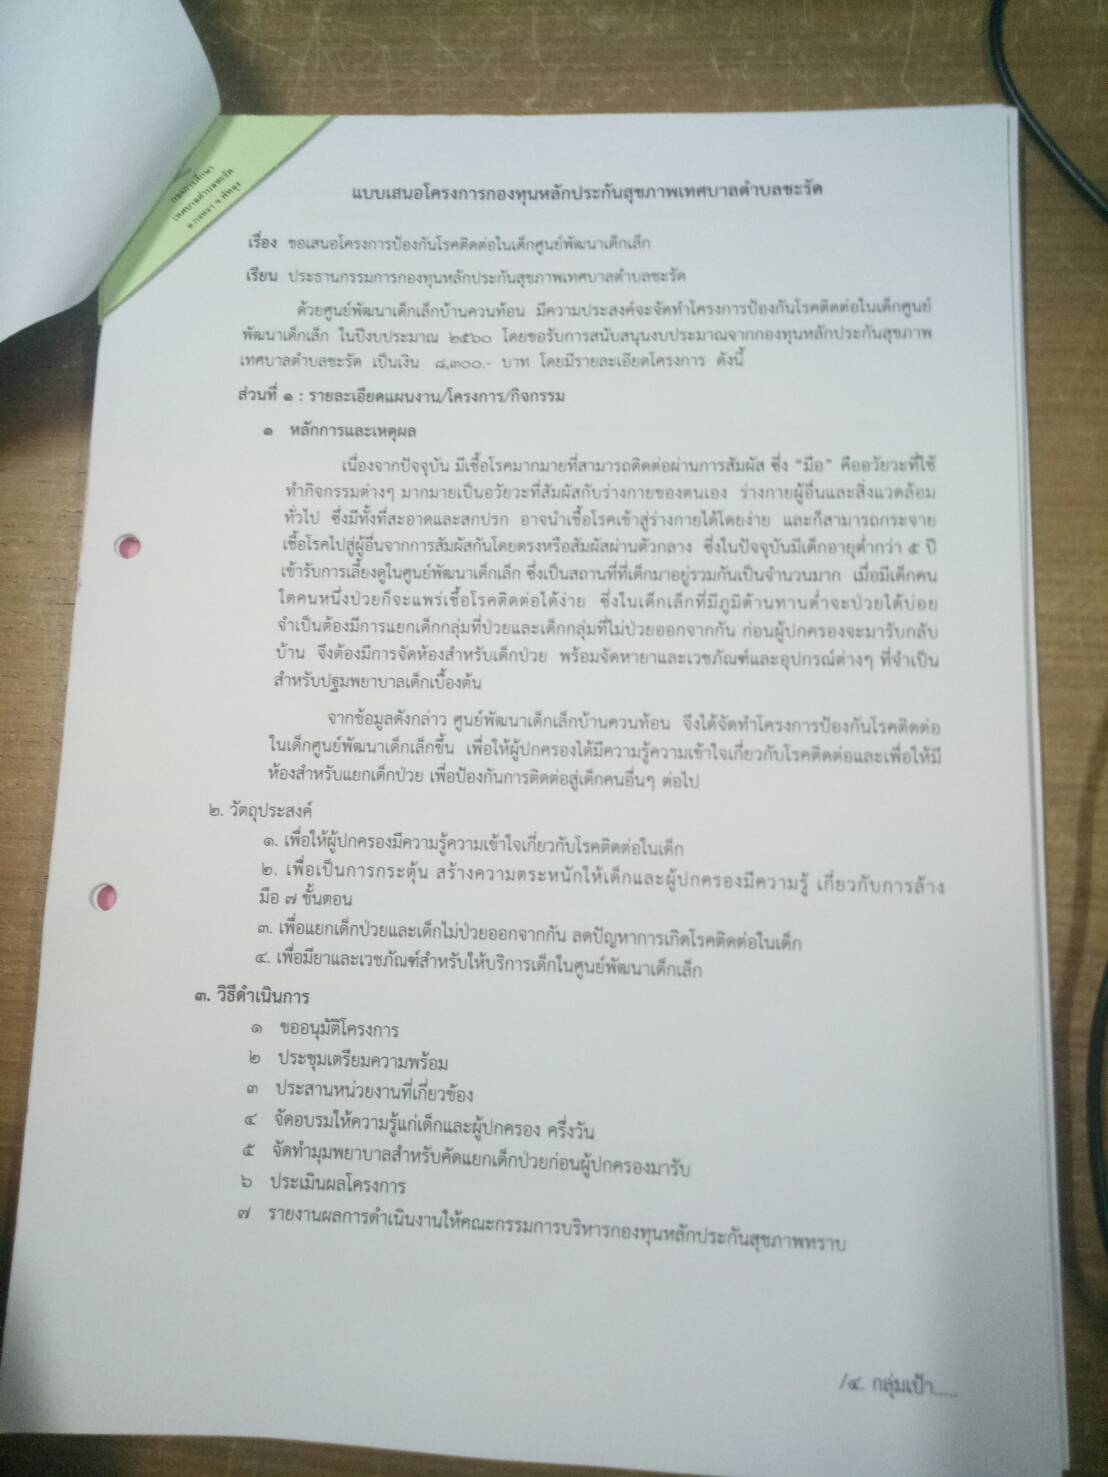 กองการศึกษา
เทศบาลตำบลชะรัด
อ.กงหรา จ.พัทลุง
แบบเสนอโครงการกองทุนหลักประกันสุขภาพเทศบาลตำบลชะรัด
เรื่อง ขอเสนอโครงการป้องกันโรคติดต่อในเด็กศูนย์พัฒนาเด็กเล็ก
เรียน ประธานกรรมการกองทุนหลักประกันสุขภาพเทศบาลตำบลชะรัด
ด้วยศูนย์พัฒนาเด็กเล็กบ้านควนท้อน มีความประสงค์จะจัดทำโครงการป้องกันโรคติดต่อในเด็กศูนย์
พัฒนาเด็กเล็ก ในปีงบประมาณ ๒๕๖๐ โดยขอรับการสนับสนุนงบประมาณจากกองทุนหลักประกันสุขภาพ
เทศบาลตำบลชะรัด เป็นเงิน ๘,๓๐๐.- บาท โดยมีรายละเอียดโครงการ ดังนี้
ส่วนที่ ๑ : รายละเอียดแผนงาน/โครงการ/กิจกรรม
๑ หลักการและเหตุผล
เนื่องจากปัจจุบัน มีเชื้อโรคมากมายที่สามารถติดต่อผ่านการสัมผัส ซึ่ง “มือ” คืออวัยวะที่ใช้
ทำกิจกรรมต่างๆ มากมายเป็นอวัยวะที่สัมผัสกับร่างกายของตนเอง ร่างกายผู้อื่นและสิ่งแวดล้อม
ทั่วไป ซึ่งมีทั้งที่สะอาดและสกปรก อาจนำเชื้อโรคเข้าสู่ร่างกายได้โดยง่าย และก็สามารถกระจาย
เชื้อโรคไปสู่ผู้อื่นจากการสัมผัสกันโดยตรงหรือสัมผัสผ่านตัวกลาง ซึ่งในปัจจุบันมีเด็กอายุต่ำกว่า ๕ ปี
เข้ารับการเลี้ยงดูในศูนย์พัฒนาเด็กเล็ก ซึ่งเป็นสถานที่ที่เด็กมาอยู่รวมกันเป็นจำนวนมาก เมื่อมีเด็กคน
ใดคนหนึ่งป่วยก็จะแพร่เชื้อโรคติดต่อได้ง่าย ซึ่งในเด็กเล็กที่มีภูมิต้านทานต่ำจะป่วยได้บ่อย
จำเป็นต้องมีการแยกเด็กกลุ่มที่ป่วยและเด็กกลุ่มที่ไม่ป่วยออกจากกัน ก่อนผู้ปกครองจะมารับกลับ
บ้าน จึงต้องมีการจัดห้องสำหรับเด็กป่วย พร้อมจัดหายาและเวชภัณฑ์และอุปกรณ์ต่างๆ ที่จำเป็น
สำหรับปฐมพยาบาลเด็กเบื้องต้น
จากข้อมูลดังกล่าว ศูนย์พัฒนาเด็กเล็กบ้านควนท้อน จึงได้จัดทำโครงการป้องกันโรคติดต่อ
ในเด็กศูนย์พัฒนาเด็กเล็กขึ้น เพื่อให้ผู้ปกครองได้มีความรู้ความเข้าใจเกี่ยวกับโรคติดต่อและเพื่อให้มี
ห้องสำหรับแยกเด็กป่วย เพื่อป้องกันการติดต่อสู่เด็กคนอื่นๆ ต่อไป
๒. วัตถุประสงค์
๑. เพื่อให้ผู้ปกครองมีความรู้ความเข้าใจเกี่ยวกับโรคติดต่อในเด็ก
๒. เพื่อเป็นการกระตุ้น สร้างความตระหนักให้เด็กและผู้ปกครองมีความรู้ เกี่ยวกับการล้าง
มือ ๗ ขั้นตอน
๓. เพื่อแยกเด็กป่วยและเด็กไม่ป่วยออกจากกัน ลดปัญหาการเกิดโรคติดต่อในเด็ก
๔. เพื่อมียาและเวชภัณฑ์สำหรับให้บริการเด็กในศูนย์พัฒนาเด็กเล็ก
๓. วิธีดำเนินการ
๑ ขออนุมัติโครงการ
๒ ประชุมเตรียมความพร้อม
๓ ประสานหน่วยงานที่เกี่ยวข้อง
๔ จัดอบรมให้ความรู้แก่เด็กและผู้ปกครอง ครึ่งวัน
๕ จัดทำมุมพยาบาลสำหรับคัดแยกเด็กป่วยก่อนผู้ปกครองมารับ
๖ ประเมินผลโครงการ
๗ รายงานผลการดำเนินงานให้คณะกรรมการบริหารกองทุนหลักประกันสุขภาพทราบ
/๔. กลุ่มเป้า.....